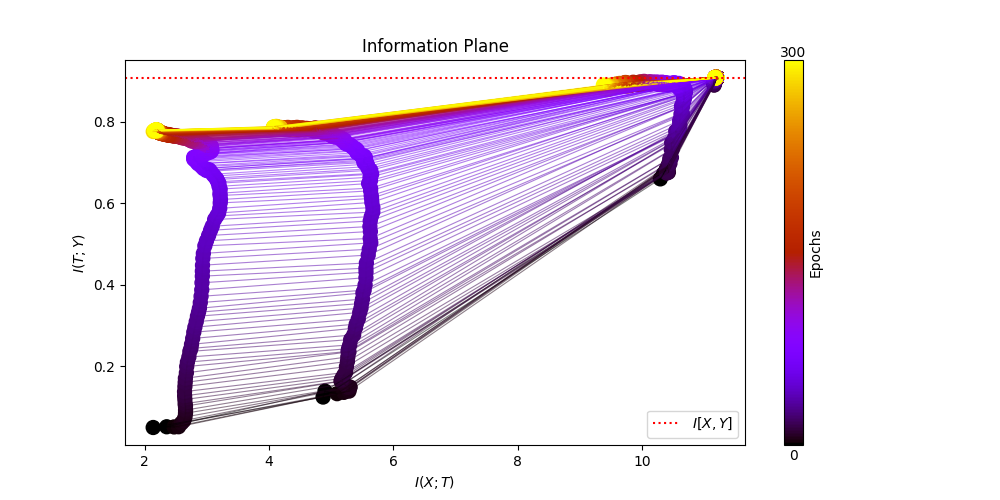 Information Plane
300
0.8
0.6
0.4
0.2
I(T; Y)
Epochs
I[X, Y]
0
2 4 6 8 10
I(X; T)